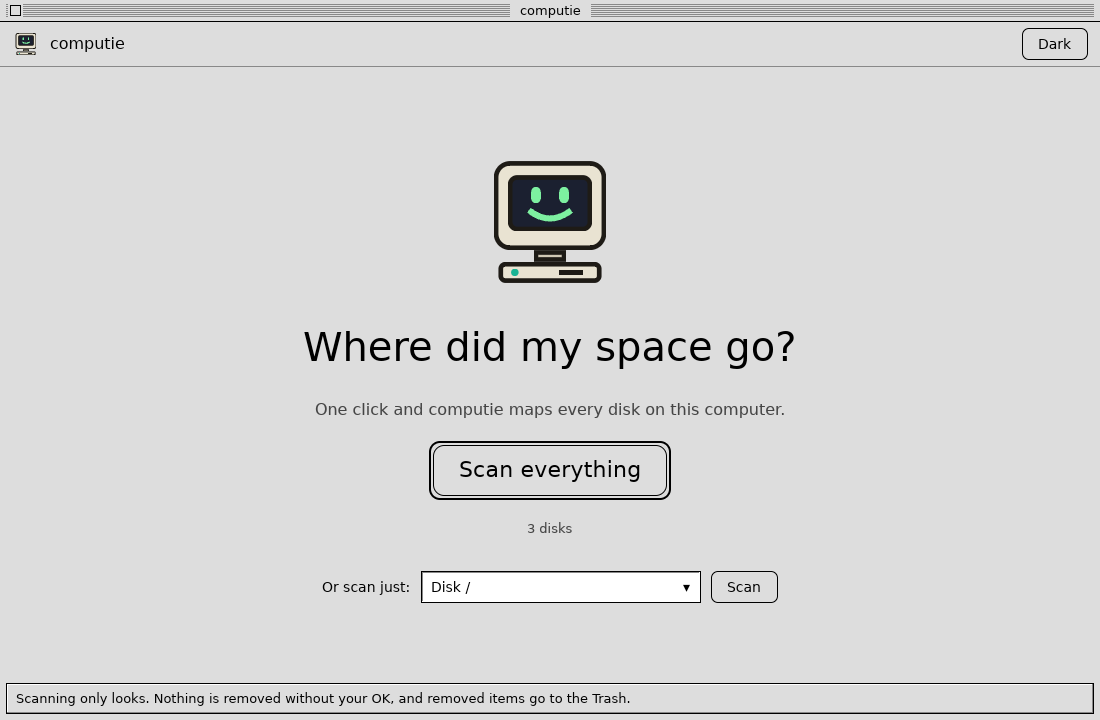 computie
computie
Dark
Where did my space go?
One click and computie maps every disk on this computer.
Scan everything
3 disks
Or scan just: Disk / ▼ Scan
Scanning only looks. Nothing is removed without your OK, and removed items go to the Trash.